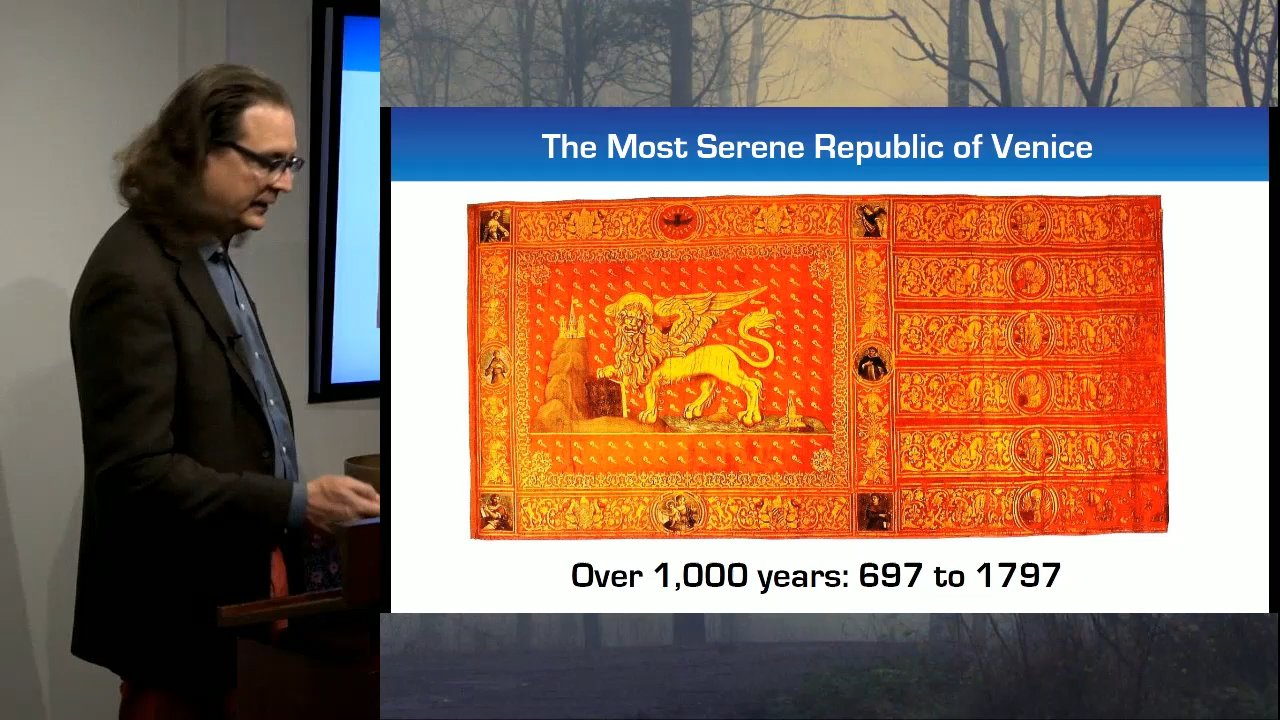 The Most Serene Republic of Venice
Over 1,000 years: 697 to 1797